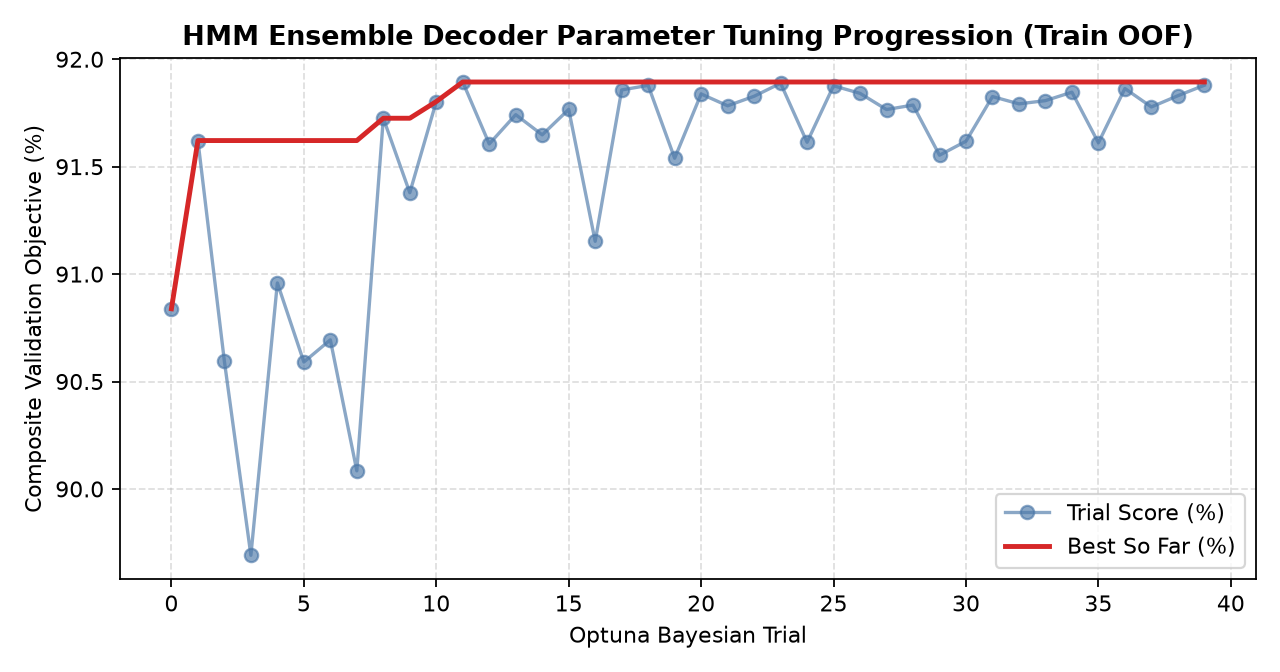 HMM Ensemble Decoder Parameter Tuning Progression (Train OOF)
Composite Validation Objective (%)
92.0
91.5
91.0
90.5
90.0
Trial Score (%)
Best So Far (%)
0 5 10 15 20 25 30 35 40
Optuna Bayesian Trial